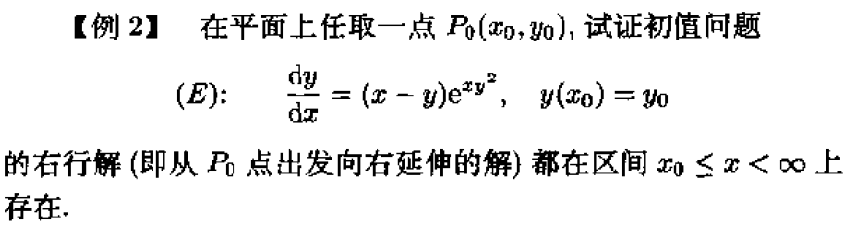 【例 2】 在平面上任取一点 P₀(x₀, y₀), 试证初值问题
(E): dy/dx = (x − y)e^{xy²}, y(x₀) = y₀
的右行解 (即从 P₀ 点出发向右延伸的解) 都在区间 x₀ ≤ x < ∞ 上
存在.